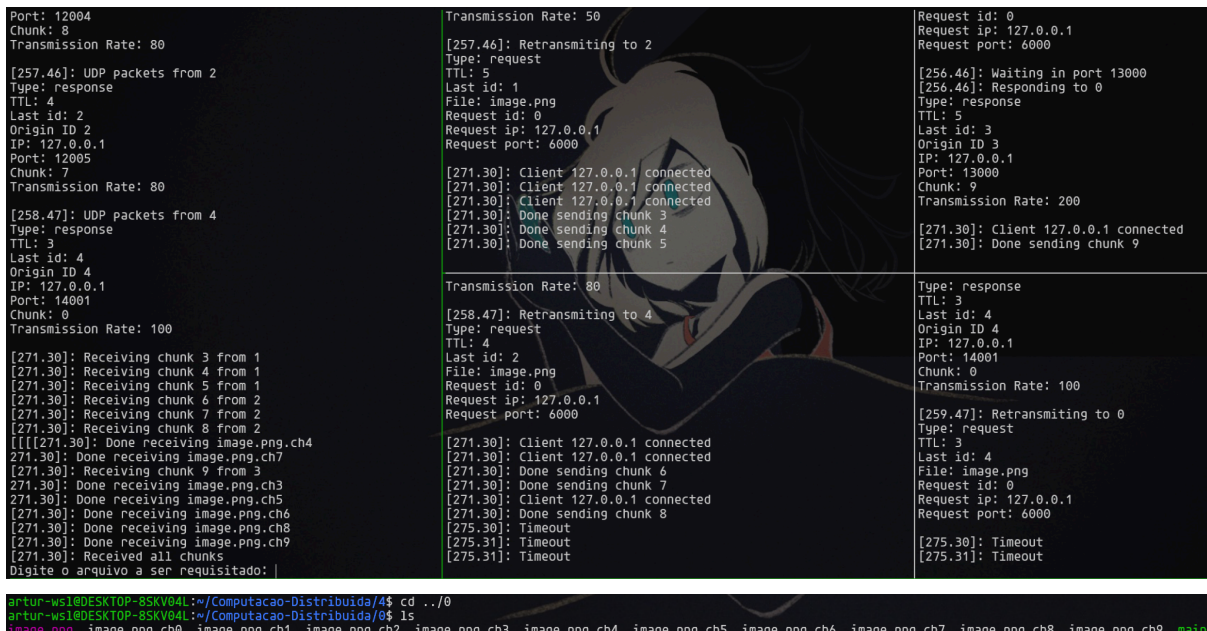 Port: 12004
Chunk: 8
Transmission Rate: 80
[257.46]: UDP packets from 2
Type: response
TTL: 4
Last id: 2
Origin ID 2
IP: 127.0.0.1
Port: 12005
Chunk: 7
Transmission Rate: 80
[258.47]: UDP packets from 4
Type: response
TTL: 3
Last id: 4
Origin ID 4
IP: 127.0.0.1
Port: 14001
Chunk: 0
Transmission Rate: 100
[271.30]: Receiving chunk 3 from 1
[271.30]: Receiving chunk 4 from 1
[271.30]: Receiving chunk 5 from 1
[271.30]: Receiving chunk 6 from 2
[271.30]: Receiving chunk 7 from 2
[271.30]: Receiving chunk 8 from 2
[[[[271.30]: Done receiving image.png.ch4
271.30]: Done receiving image.png.ch7
[271.30]: Receiving chunk 9 from 3
271.30]: Done receiving image.png.ch3
271.30]: Done receiving image.png.ch5
[271.30]: Done receiving image.png.ch6
[271.30]: Done receiving image.png.ch8
[271.30]: Done receiving image.png.ch9
[271.30]: Received all chunks
Digite o arquivo a ser requisitado:
Transmission Rate: 50
[257.46]: Retransmiting to 2
Type: request
TTL: 5
Last id: 1
File: image.png
Request id: 0
Request ip: 127.0.0.1
Request port: 6000
[271.30]: Client 127.0.0.1 connected
[271.30]: Client 127.0.0.1 connected
[271.30]: Client 127.0.0.1 connected
[271.30]: Done sending chunk 3
[271.30]: Done sending chunk 4
[271.30]: Done sending chunk 5
Request id: 0
Request ip: 127.0.0.1
Request port: 6000
[256.46]: Waiting in port 13000
[256.46]: Responding to 0
Type: response
TTL: 5
Last id: 3
Origin ID 3
IP: 127.0.0.1
Port: 13000
Chunk: 9
Transmission Rate: 200
[271.30]: Client 127.0.0.1 connected
[271.30]: Done sending chunk 9
Transmission Rate: 80
[258.47]: Retransmiting to 4
Type: request
TTL: 4
Last id: 2
File: image.png
Request id: 0
Request ip: 127.0.0.1
Request port: 6000
[271.30]: Client 127.0.0.1 connected
[271.30]: Client 127.0.0.1 connected
[271.30]: Done sending chunk 6
[271.30]: Done sending chunk 7
[271.30]: Client 127.0.0.1 connected
[271.30]: Done sending chunk 8
[275.30]: Timeout
[275.31]: Timeout
[275.31]: Timeout
Type: response
TTL: 3
Last id: 4
Origin ID 4
IP: 127.0.0.1
Port: 14001
Chunk: 0
Transmission Rate: 100
[259.47]: Retransmiting to 0
Type: request
TTL: 3
Last id: 4
File: image.png
Request id: 0
Request ip: 127.0.0.1
Request port: 6000
[275.30]: Timeout
[275.31]: Timeout
artur-wsl@DESKTOP-8SKV04L:~/Computacao-Distribuida/4$ cd ../0
artur-wsl@DESKTOP-8SKV04L:~/Computacao-Distribuida/0$ ls
image.png image.png.ch0 image.png.ch1 image.png.ch2 image.png.ch3 image.png.ch4 image.png.ch5 image.png.ch6 image.png.ch7 image.png.ch8 image.png.ch9 main